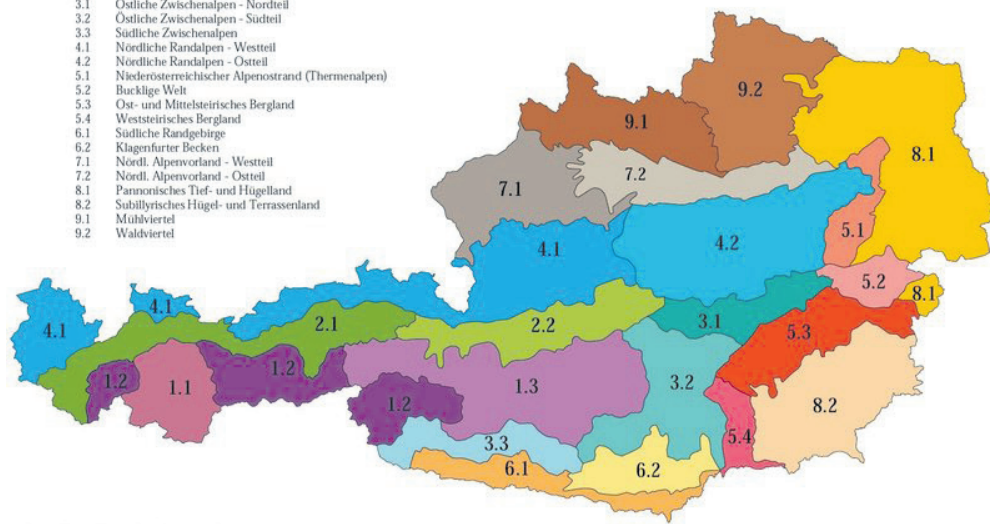 3.1 Östliche Zwischenalpen - Nordteil
3.2 Östliche Zwischenalpen - Südteil
3.3 Südliche Zwischenalpen
4.1 Nördliche Randalpen - Westteil
4.2 Nördliche Randalpen - Ostteil
5.1 Niederösterreichischer Alpenostrand (Thermenalpen)
5.2 Bucklige Welt
5.3 Ost- und Mittelsteirisches Bergland
5.4 Weststeirisches Bergland
6.1 Südliche Randgebirge
6.2 Klagenfurter Becken
7.1 Nördl. Alpenvorland - Westteil
7.2 Nördl. Alpenvorland - Ostteil
8.1 Pannonisches Tief- und Hügelland
8.2 Subillyrisches Hügel- und Terrassenland
9.1 Mühlviertel
9.2 Waldviertel
9.2
9.1
8.1
7.2
7.1
5.1
4.1
4.2
5.2
8.1
4.1
4.1
2.1
2.2
3.1
5.3
1.2
1.1
1.2
1.3
3.2
1.2
8.2
3.3
5.4
6.1
6.2